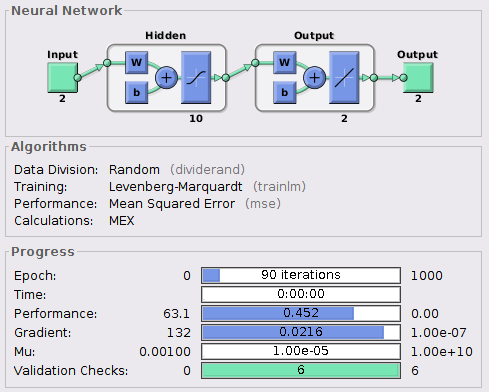 Neural Network
Hidden Output
Input Output
W W
+ +
b b
2 2
10 2
Algorithms
Data Division: Random (dividerand)
Training: Levenberg-Marquardt (trainlm)
Performance: Mean Squared Error (mse)
Calculations: MEX
Progress
Epoch: 0 90 iterations 1000
Time: 0:00:00
Performance: 63.1 0.452 0.00
Gradient: 132 0.0216 1.00e-07
Mu: 0.00100 1.00e-05 1.00e+10
Validation Checks: 0 6 6